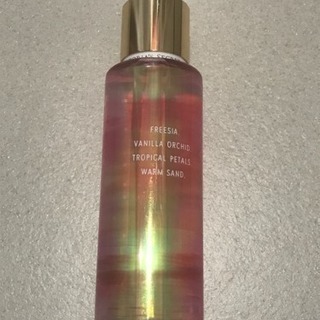 FREESIA
VANILLA ORCHID
TROPICAL PETALS
WARM SAND.